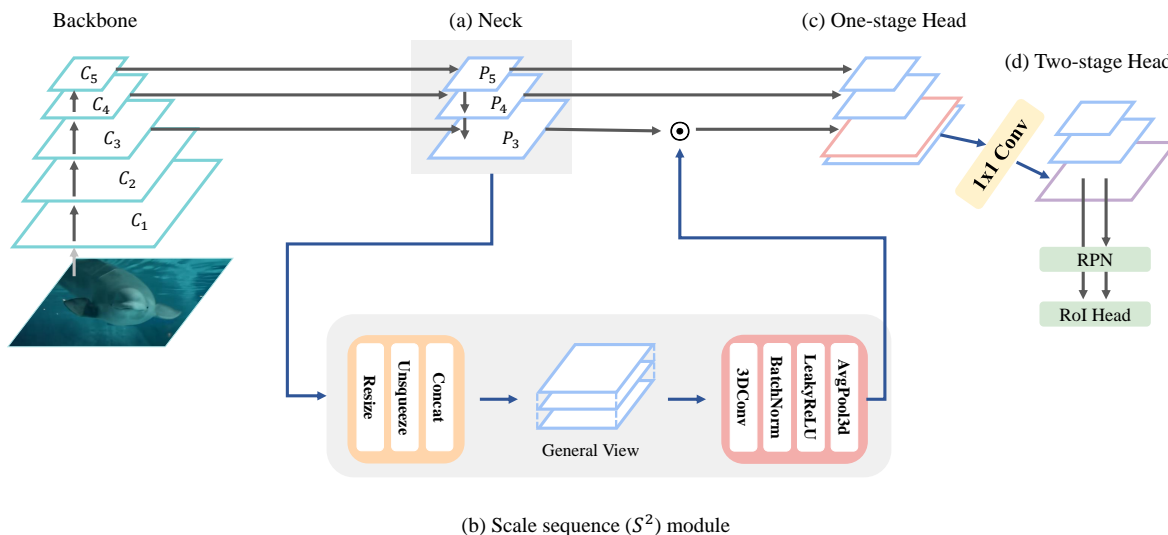 Backbone
(a) Neck
(c) One-stage Head
(d) Two-stage Head
C₅
C₄
C₃
C₂
C₁
P₅
P₄
P₃
1x1 Conv
RPN
RoI Head
Resize
Unsqueeze
Concat
General View
3DConv
BatchNorm
LeakyReLU
AvgPool3d
(b) Scale sequence (S²) module